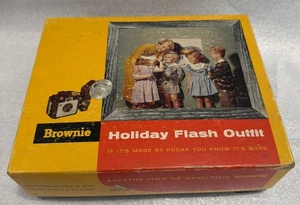 Brownie
Holiday Flash Outfit
IF IT'S MADE BY KODAK YOU KNOW IT'S GOOD